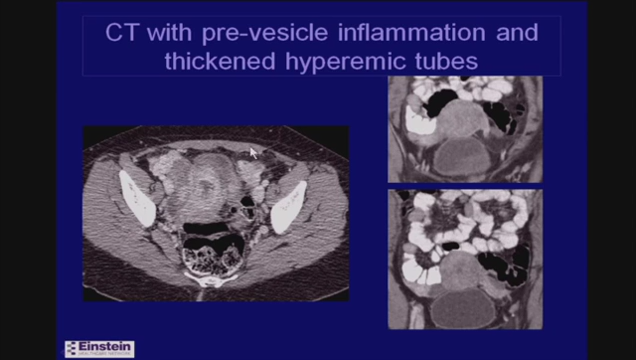 CT with pre-vesicle inflammation and
thickened hyperemic tubes
Einstein